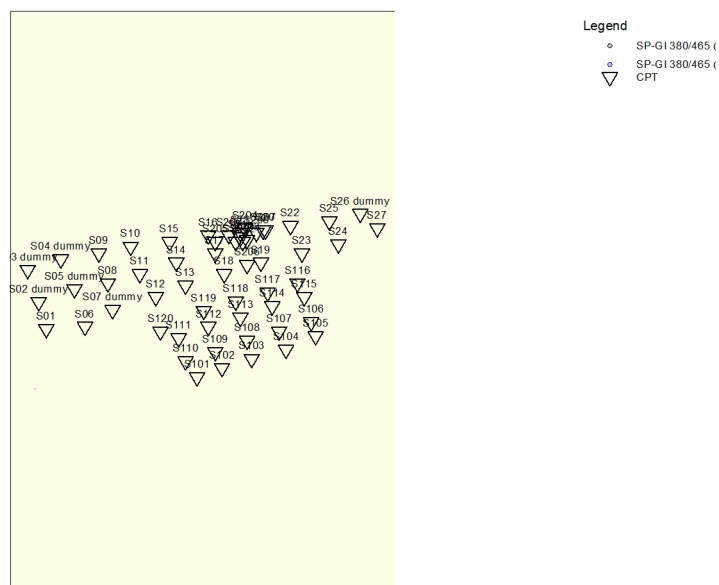 Legend
SP-GI 380/465 (
SP-GI 380/465 (
CPT
S26 dummy
S25
S22
S27
S16
S15
S24
S10
S09
S04 dummy
3 dummy
S14
S19
S23
S18
S11
S08
S05 dummy
S13
S116
S12
S115
S117
S02 dummy
S07 dummy
S118
S114
S119
S113
S106
S01
S06
S112
S105
S120
S107
S111
S108
S104
S109
S103
S110
S102
S101